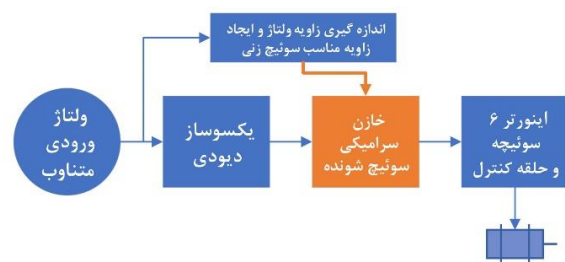 اندازه گیری زاویه ولتاژ و ایجاد
زاویه مناسب سوئیچ زنی
ولتاژ
ورودی
متناوب
یکسوساز
دیودی
خازن
سرامیکی
سوئیچ شونده
اینورتر ۶
سوئیچه
و حلقه کنترل